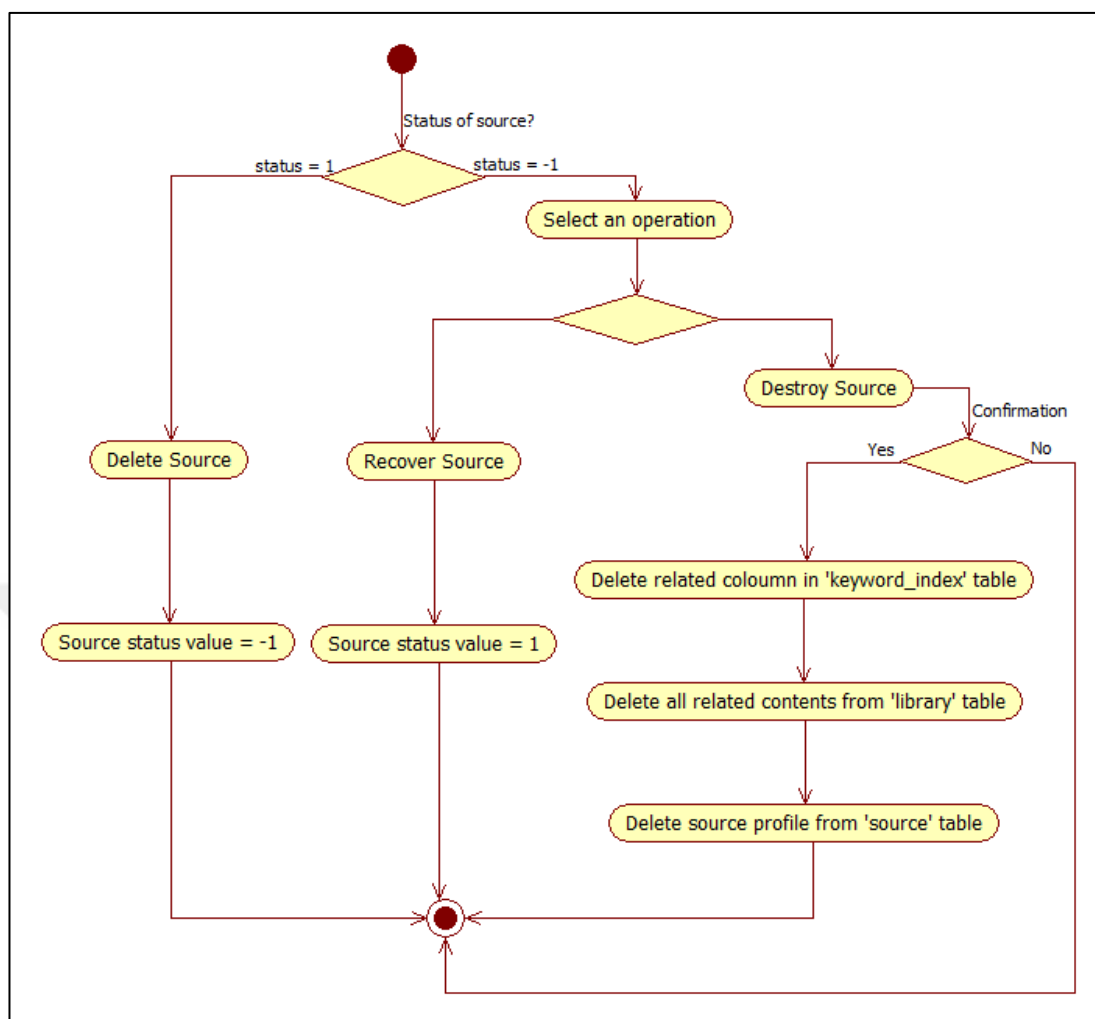 Status of source?
status = 1
status = -1
Select an operation
Destroy Source
Confirmation
Delete Source
Recover Source
Yes
No
Delete related coloumn in 'keyword_index' table
Source status value = -1
Source status value = 1
Delete all related contents from 'library' table
Delete source profile from 'source' table